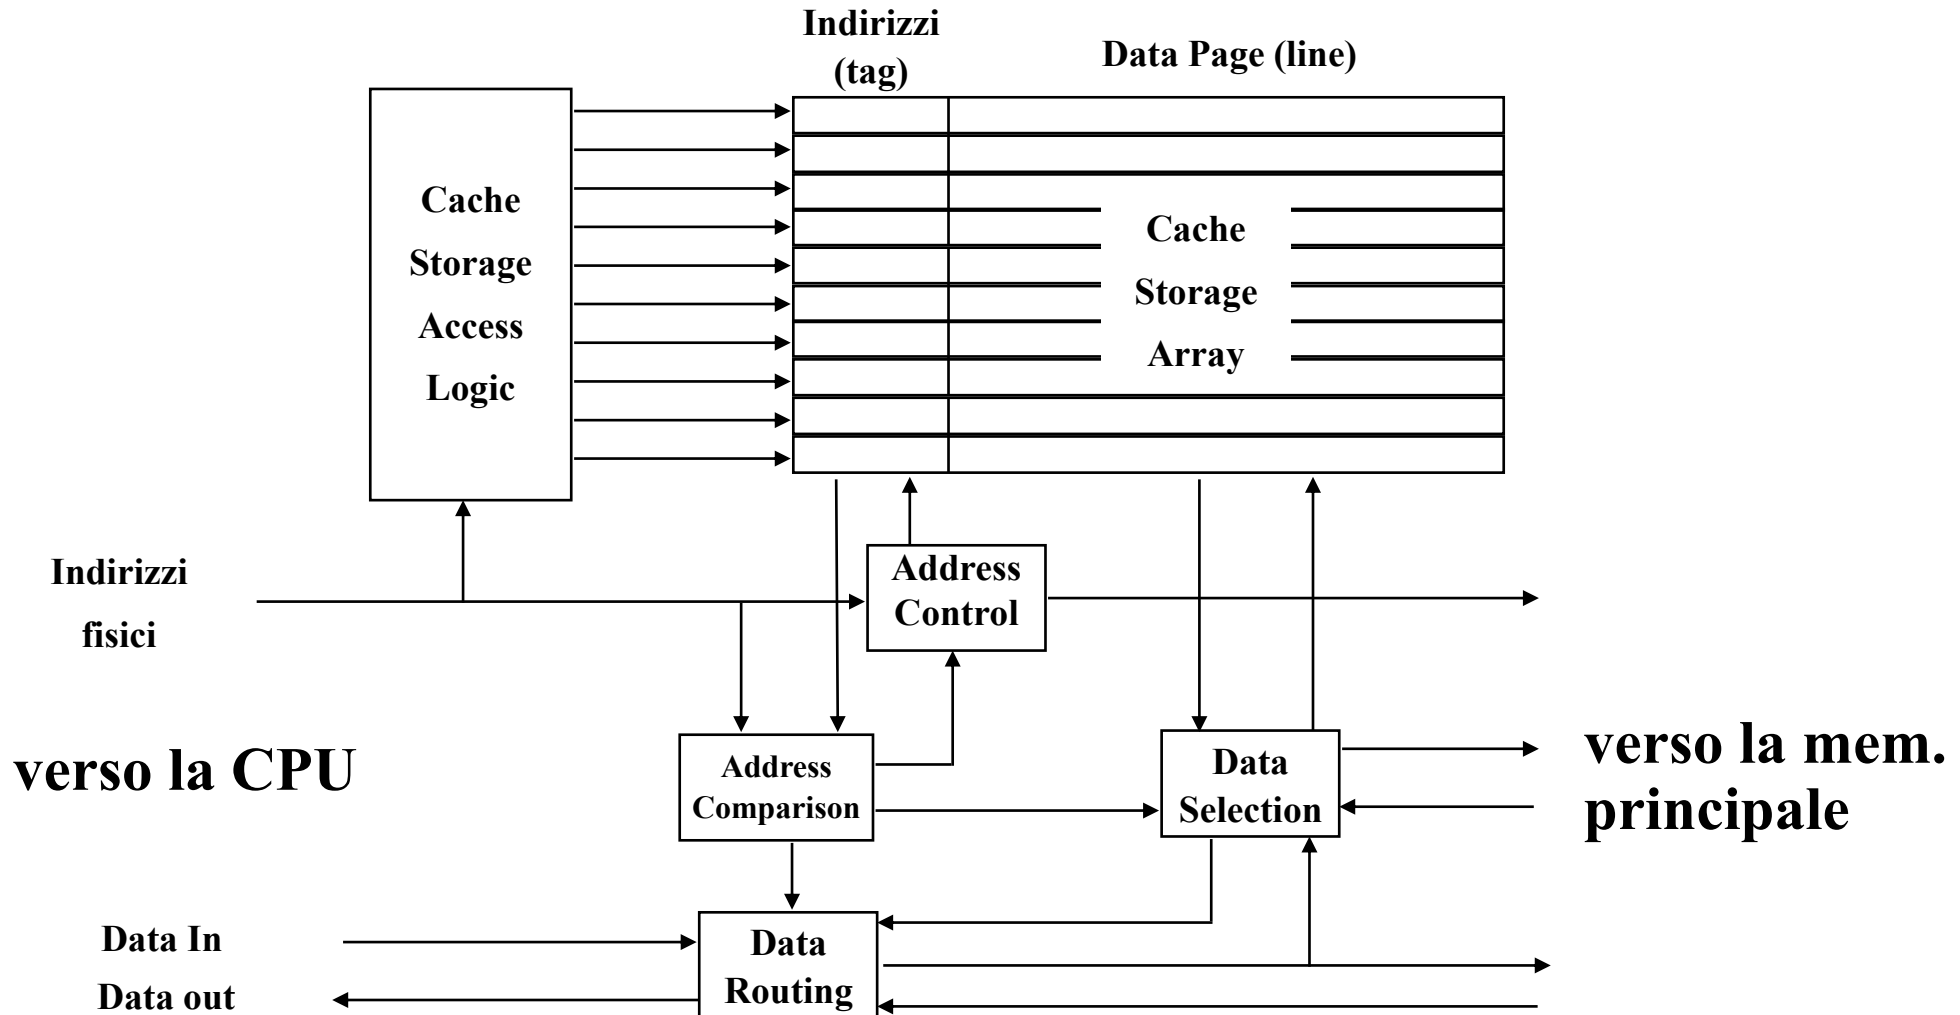 Indirizzi
(tag)
Data Page (line)
Cache
Storage
Access
Logic
Cache
Storage
Array
Indirizzi
fisici
Address
Control
verso la CPU
Address
Comparison
Data
Selection
verso la mem.
principale
Data In
Data out
Data
Routing